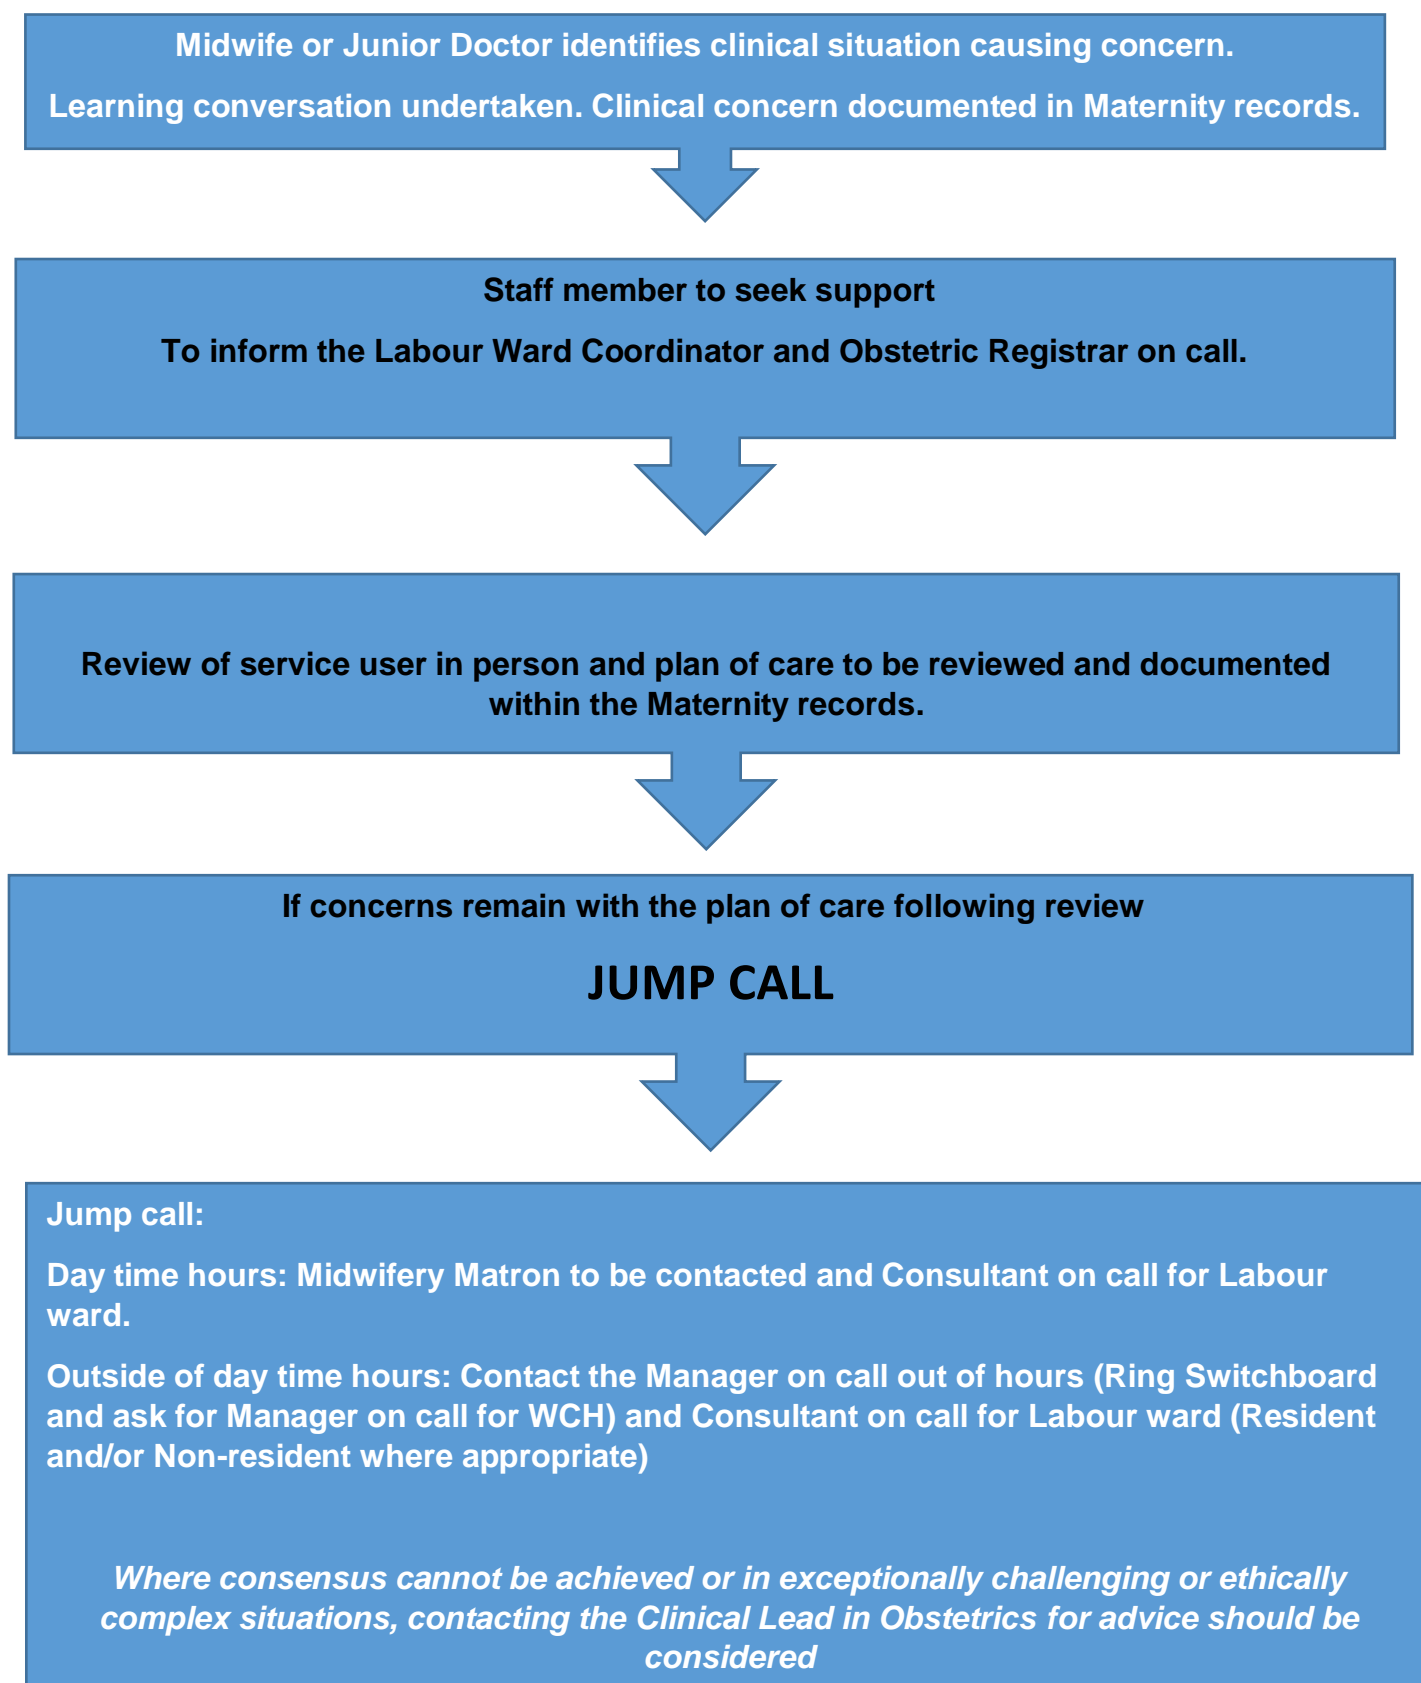 Midwife or Junior Doctor identifies clinical situation causing concern.
Learning conversation undertaken. Clinical concern documented in Maternity records.
Staff member to seek support
To inform the Labour Ward Coordinator and Obstetric Registrar on call.
Review of service user in person and plan of care to be reviewed and documented
within the Maternity records.
If concerns remain with the plan of care following review
JUMP CALL
Jump call:
Day time hours: Midwifery Matron to be contacted and Consultant on call for Labour
ward.
Outside of day time hours: Contact the Manager on call out of hours (Ring Switchboard
and ask for Manager on call for WCH) and Consultant on call for Labour ward (Resident
and/or Non-resident where appropriate)
Where consensus cannot be achieved or in exceptionally challenging or ethically
complex situations, contacting the Clinical Lead in Obstetrics for advice should be
considered